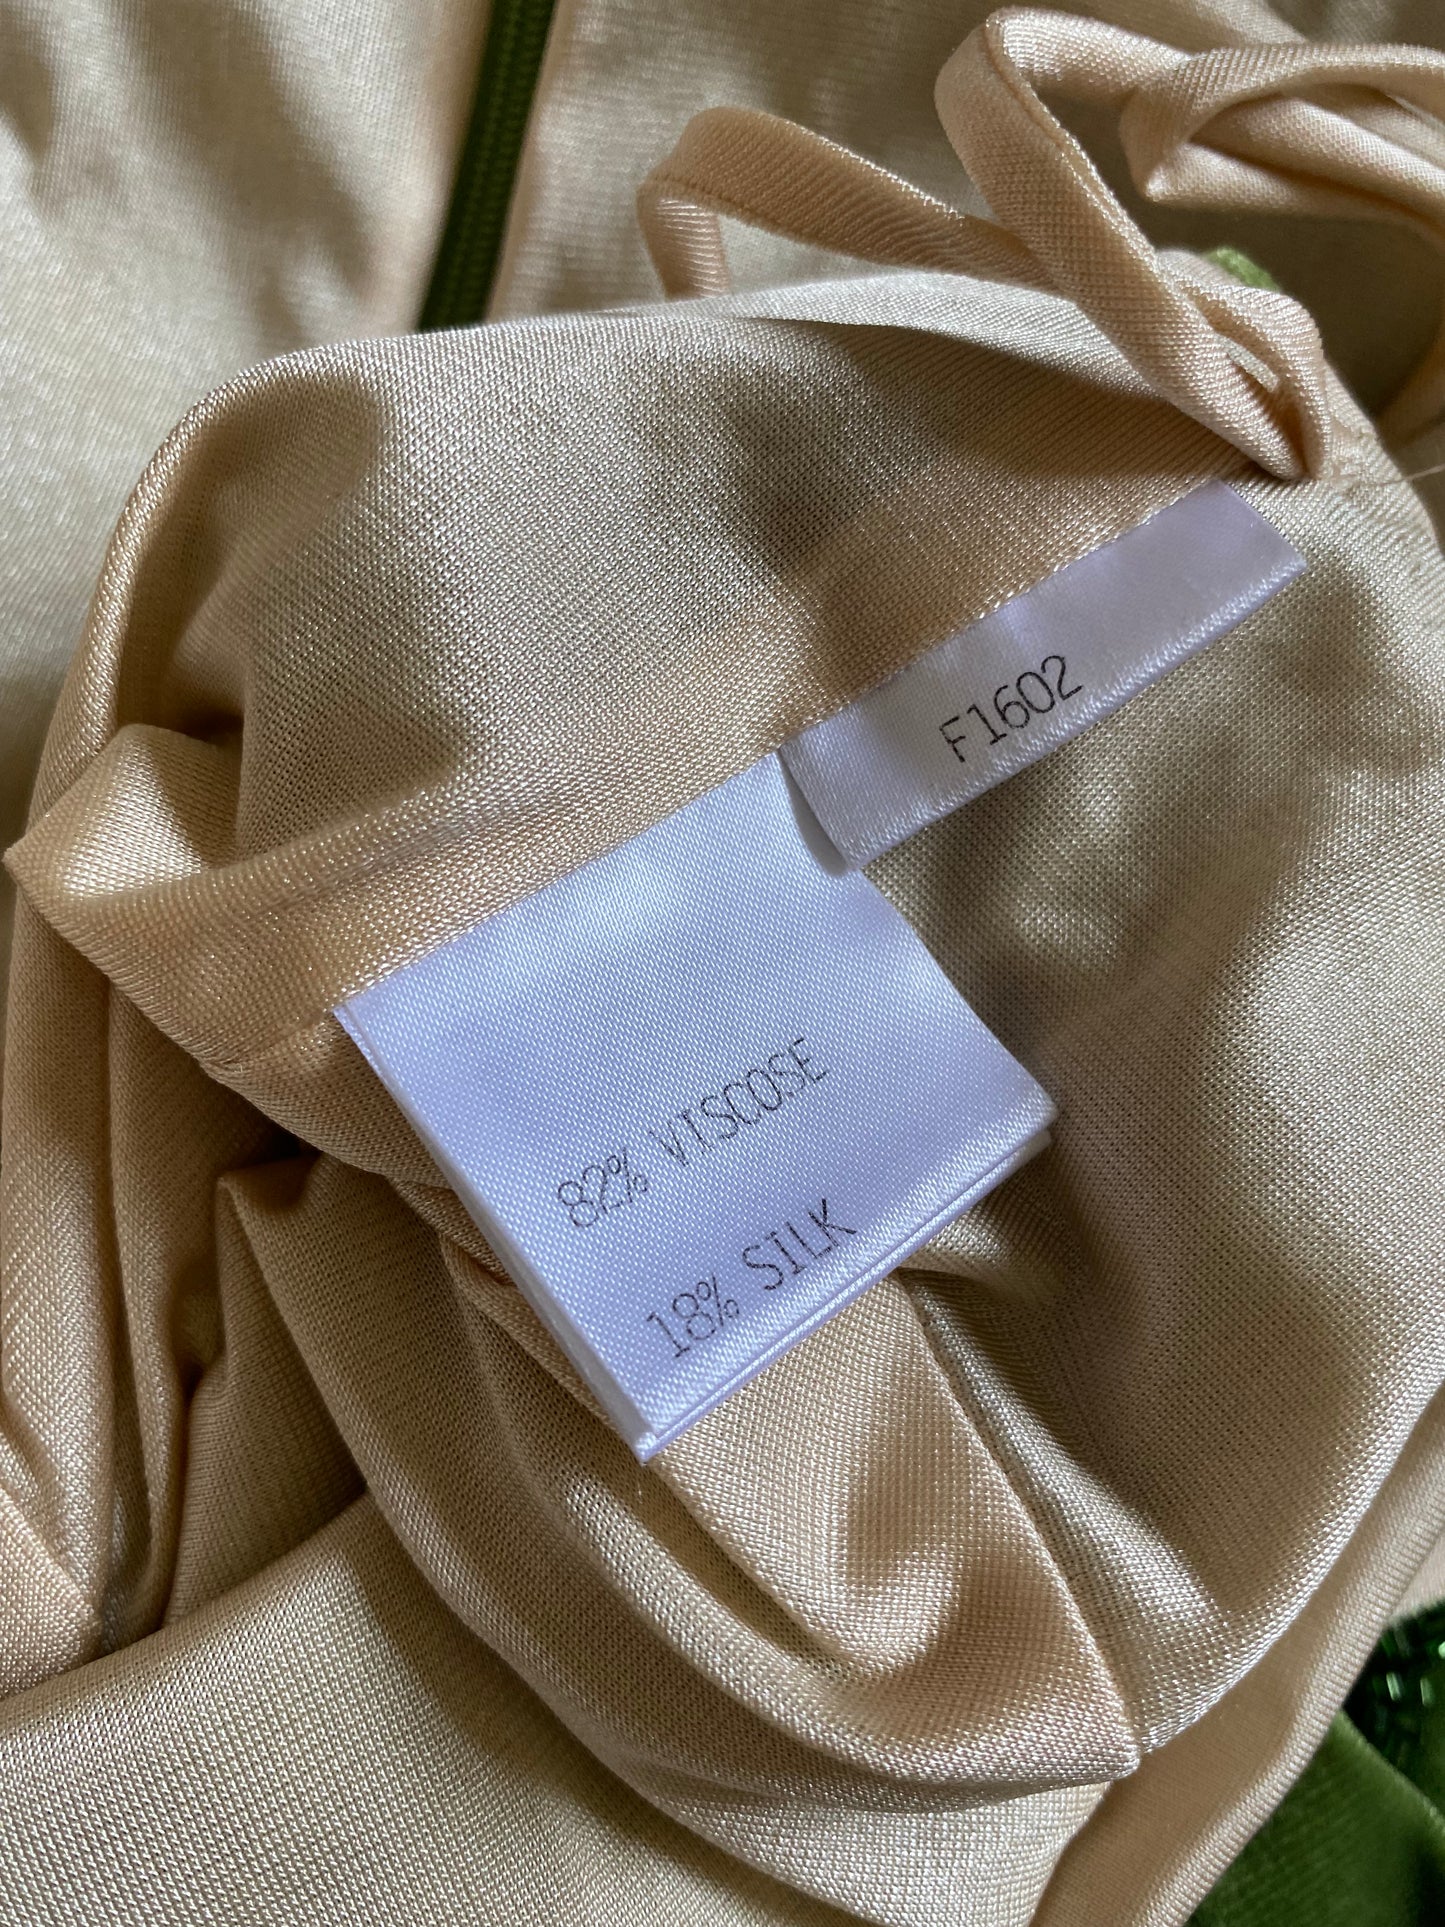 F1602
82% VISCOSE
18% SILK